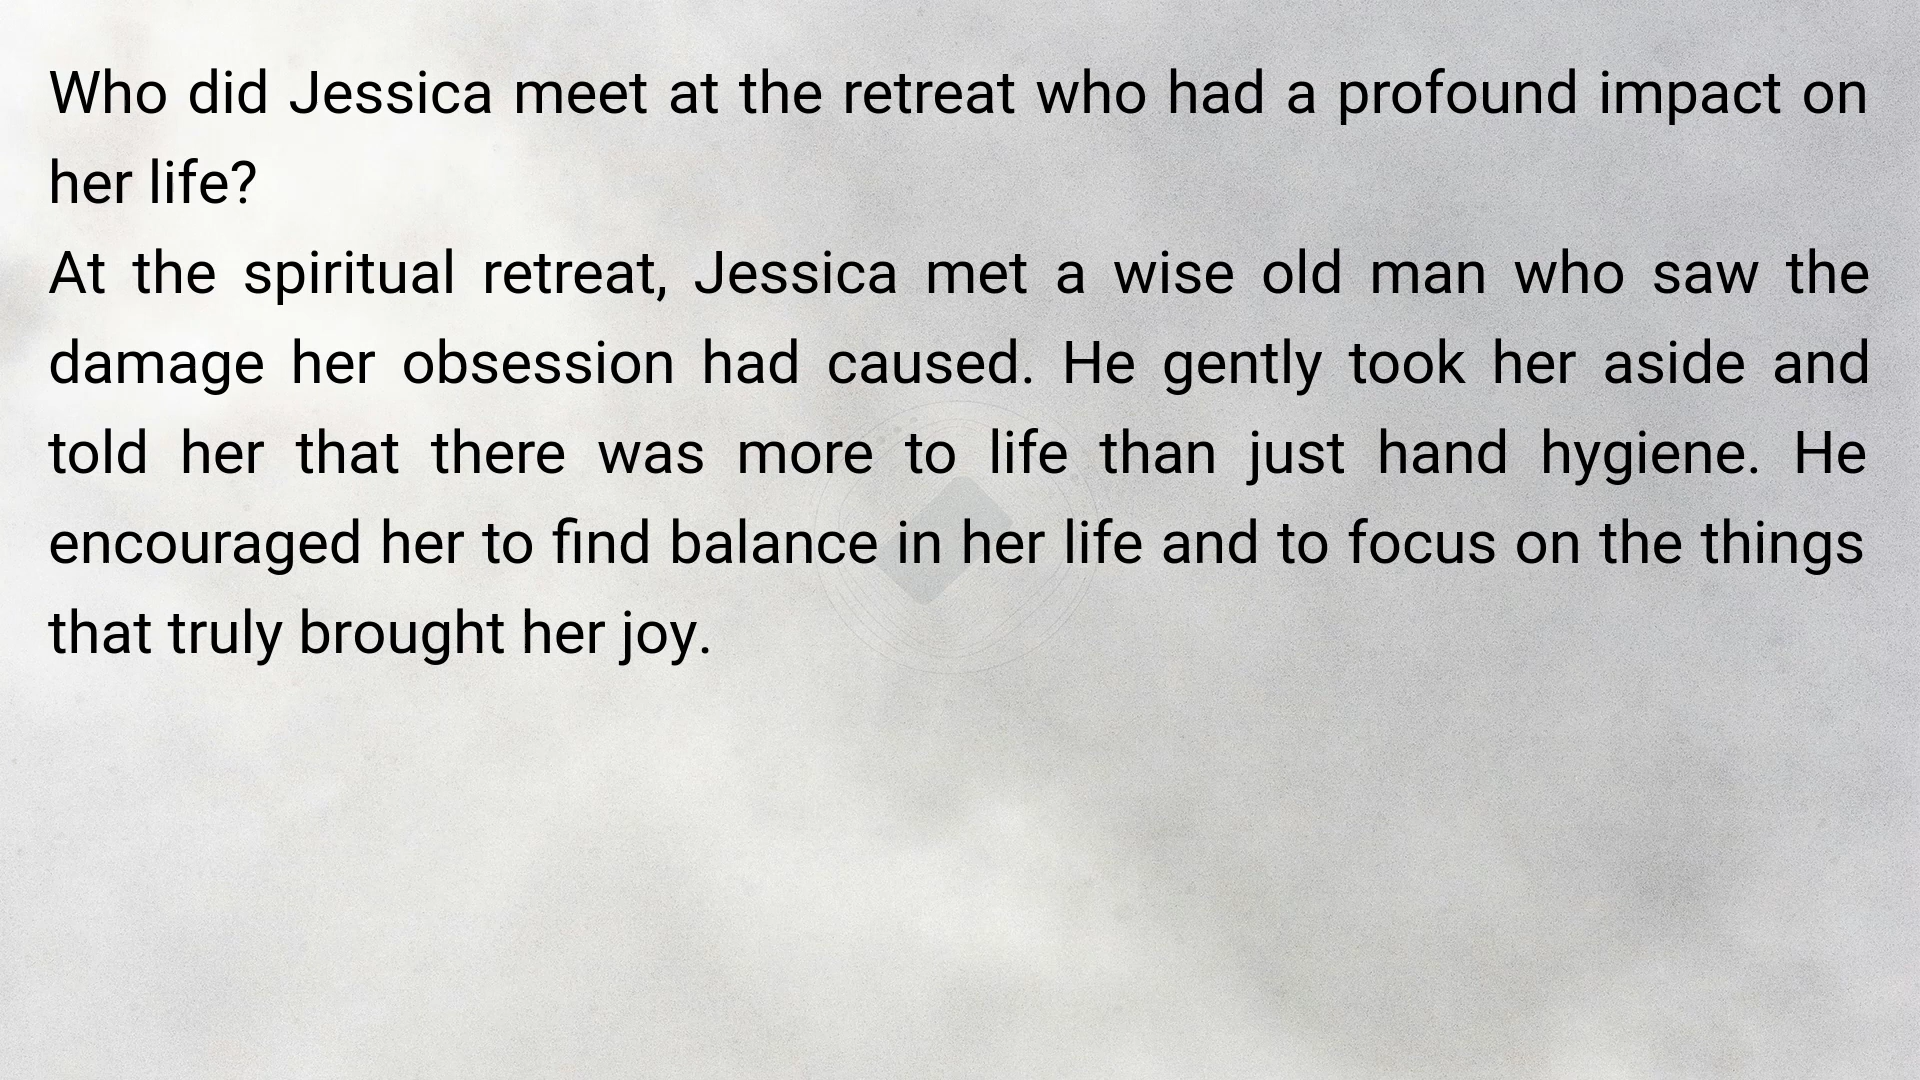 Who did Jessica meet at the retreat who had a profound impact on
her life?
At the spiritual retreat, Jessica met a wise old man who saw the
damage her obsession had caused. He gently took her aside and
told her that there was more to life than just hand hygiene. He
encouraged her to find balance in her life and to focus on the things
that truly brought her joy.